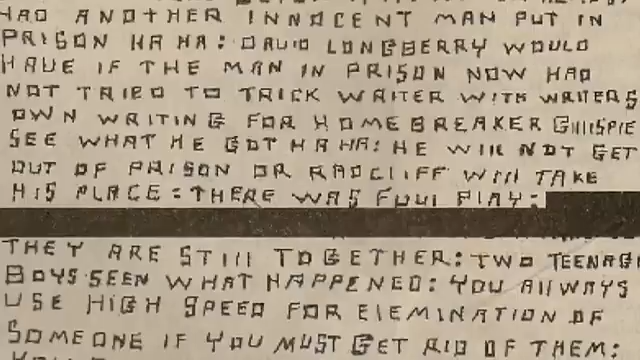 HAD ANOTHER INNOCENT MAN PUT IN
PRISON HA HA: DAVID LONGBERRY WOULD
HAVE IF THE MAN IN PRISON NOW HAD
NOT TRIED TO TRICK WRITER WITH WRITERS
OWN WRITING FOR HOMEBREAKER GILLISPIE
SEE WHAT HE GOT HA HA: HE WILL NOT GET
OUT OF PRISON OR RADCLIFF WILL TAKE
HIS PLACE: THERE WAS FOUL PLAY:
THEY ARE STILL TOGETHER: TWO TEENAG
BOYS SEEN WHAT HAPPENED: YOU ALLWAYS
USE HIGH SPEED FOR ELEMINATION OF
SOMEONE IF YOU MUST GET RID OF THEM: